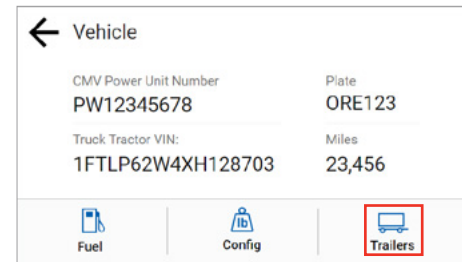 Vehicle
CMV Power Unit Number Plate
PW12345678 ORE123
Truck Tractor VIN: Miles
1FTLP62W4XH128703 23,456
lb
Fuel Config Trailers